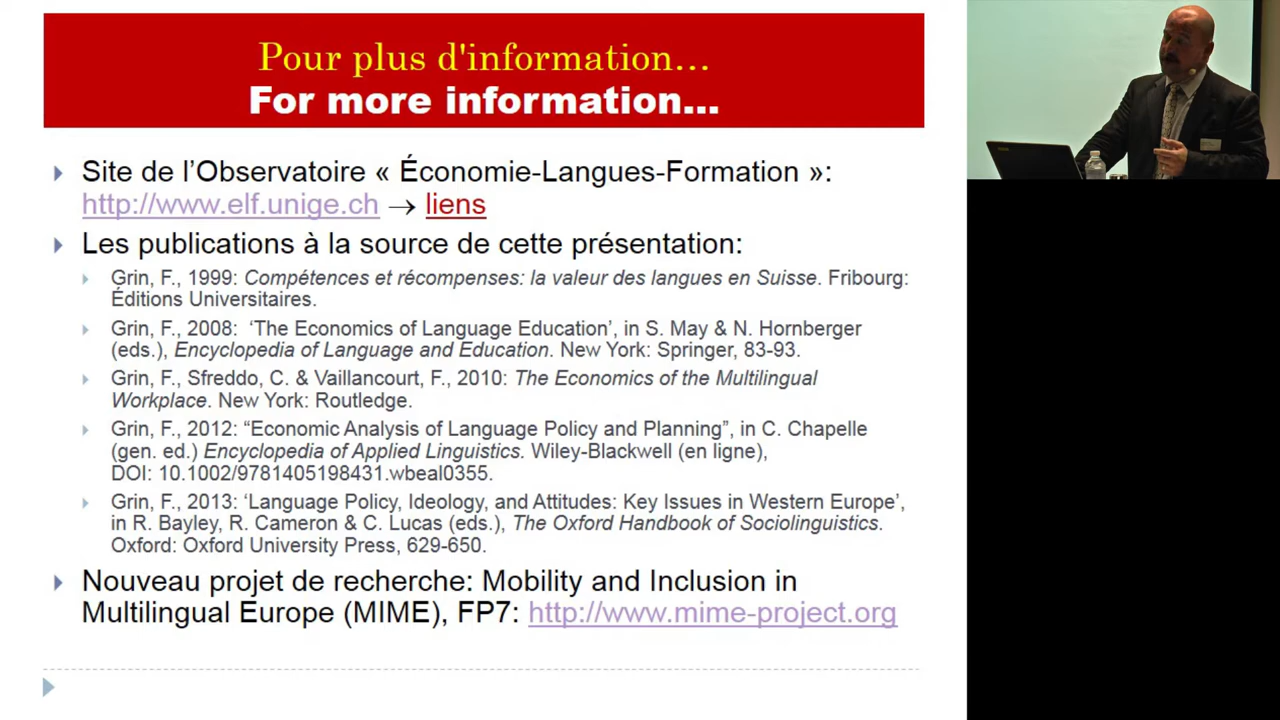 Pour plus d'information...
For more information...
Site de l’Observatoire « Économie-Langues-Formation »:
http://www.elf.unige.ch → liens
Les publications à la source de cette présentation:
Grin, F., 1999: Compétences et récompenses: la valeur des langues en Suisse. Fribourg:
Éditions Universitaires.
Grin, F., 2008: ‘The Economics of Language Education’, in S. May & N. Hornberger
(eds.), Encyclopedia of Language and Education. New York: Springer, 83-93.
Grin, F., Sfreddo, C. & Vaillancourt, F., 2010: The Economics of the Multilingual
Workplace. New York: Routledge.
Grin, F., 2012: “Economic Analysis of Language Policy and Planning”, in C. Chapelle
(gen. ed.) Encyclopedia of Applied Linguistics. Wiley-Blackwell (en ligne),
DOI: 10.1002/9781405198431.wbeal0355.
Grin, F., 2013: ‘Language Policy, Ideology, and Attitudes: Key Issues in Western Europe’,
in R. Bayley, R. Cameron & C. Lucas (eds.), The Oxford Handbook of Sociolinguistics.
Oxford: Oxford University Press, 629-650.
Nouveau projet de recherche: Mobility and Inclusion in
Multilingual Europe (MIME), FP7: http://www.mime-project.org